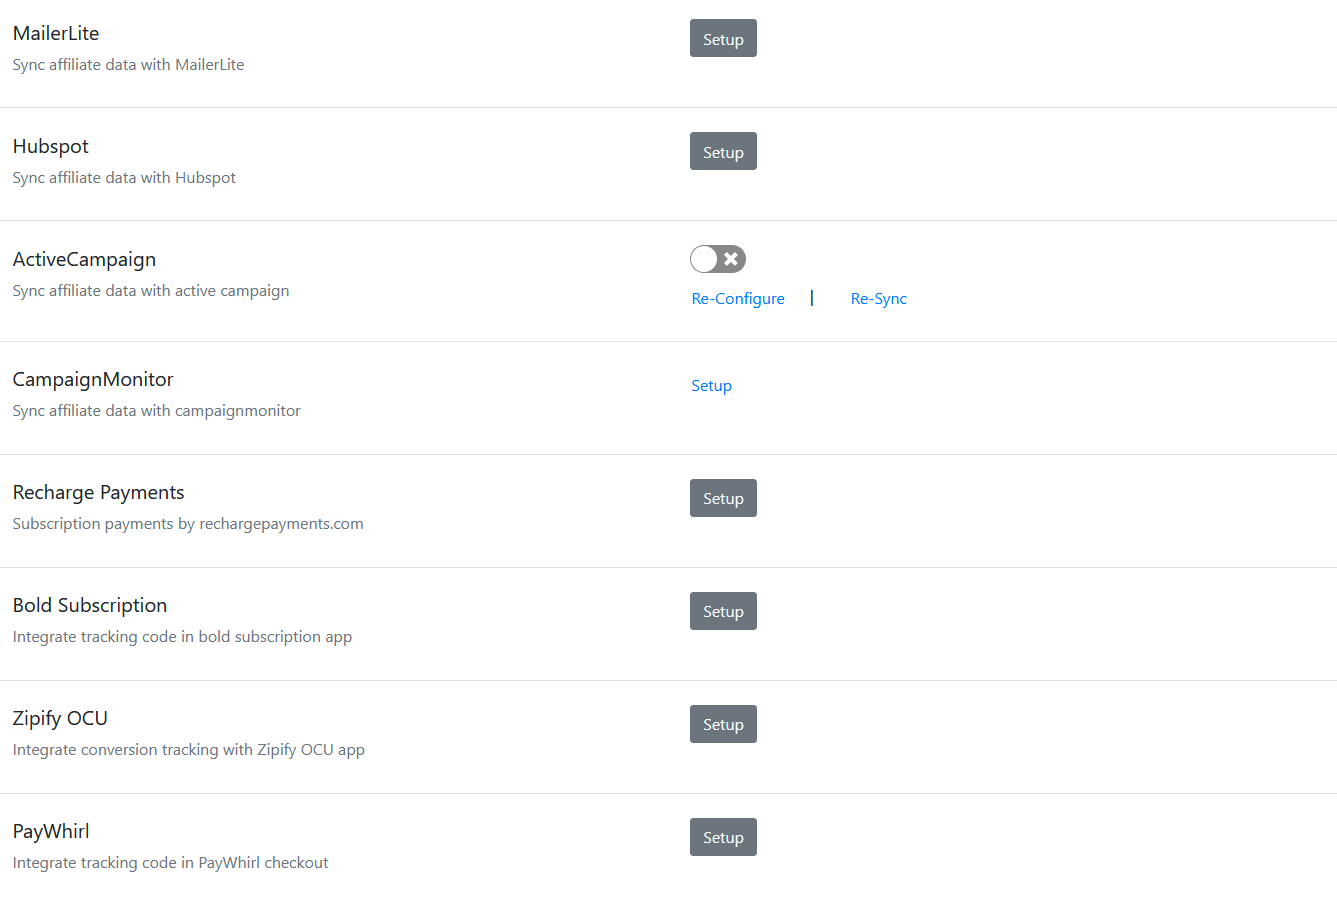 MailerLite
Setup
Sync affiliate data with MailerLite
Hubspot
Setup
Sync affiliate data with Hubspot
ActiveCampaign
Sync affiliate data with active campaign
Re-Configure | Re-Sync
CampaignMonitor
Setup
Sync affiliate data with campaignmonitor
Recharge Payments
Setup
Subscription payments by rechargepayments.com
Bold Subscription
Setup
Integrate tracking code in bold subscription app
Zipify OCU
Setup
Integrate conversion tracking with Zipify OCU app
PayWhirl
Setup
Integrate tracking code in PayWhirl checkout